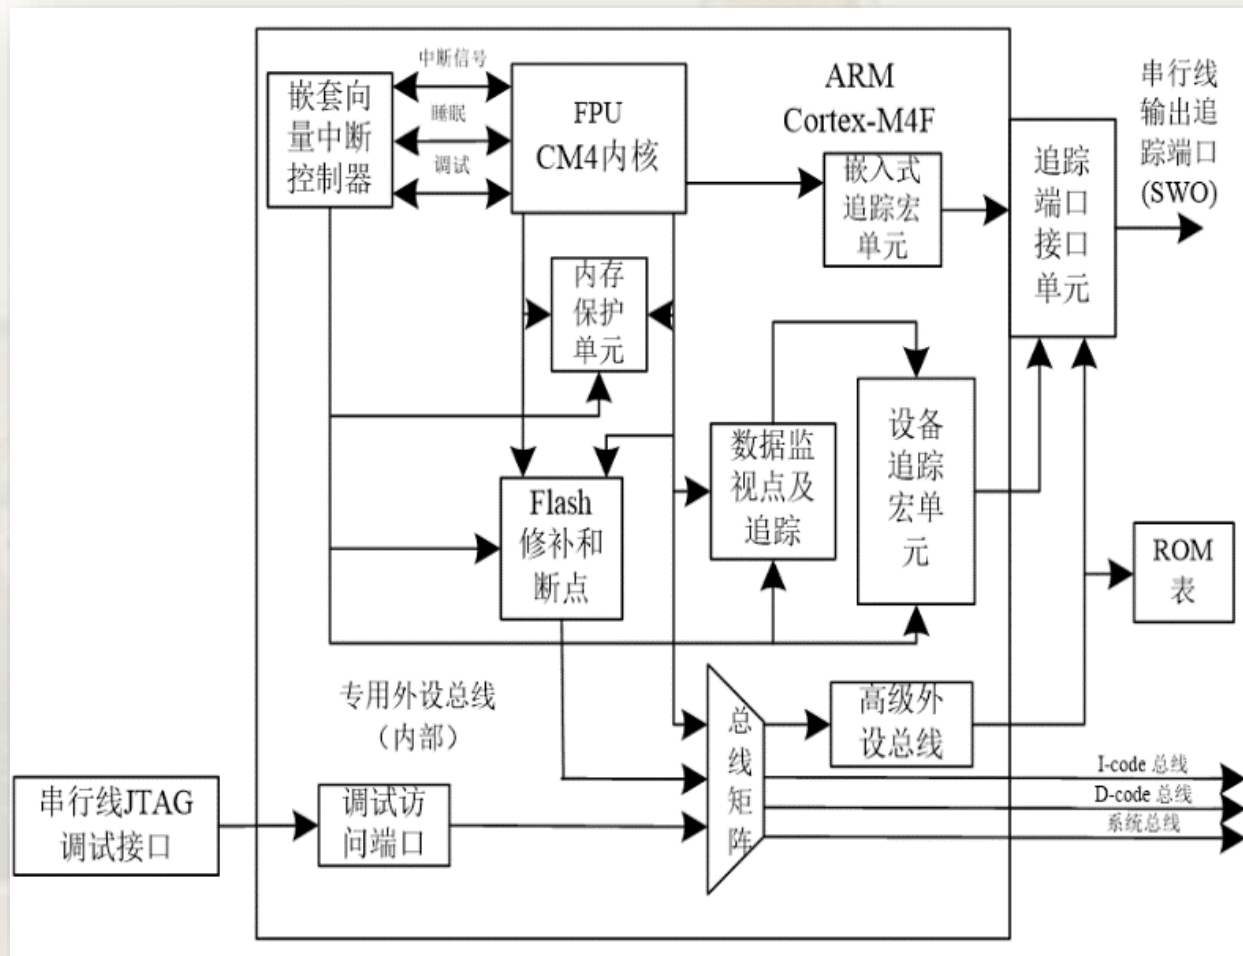 中断信号
睡眠
调试
嵌套向
量中断
控制器
FPU
CM4内核
ARM
Cortex-M4F
嵌入式
追踪宏
单元
追踪
端口
接口
单元
串行线
输出追
踪端口
(SWO)
内存
保护
单元
Flash
修补和
断点
数据监
视点及
追踪
设备
追踪
宏单
元
ROM
表
专用外设总线
（内部）
总
线
矩
阵
高级外
设总线
I-code 总线
D-code 总线
系统总线
串行线JTAG
调试接口
调试访
问端口